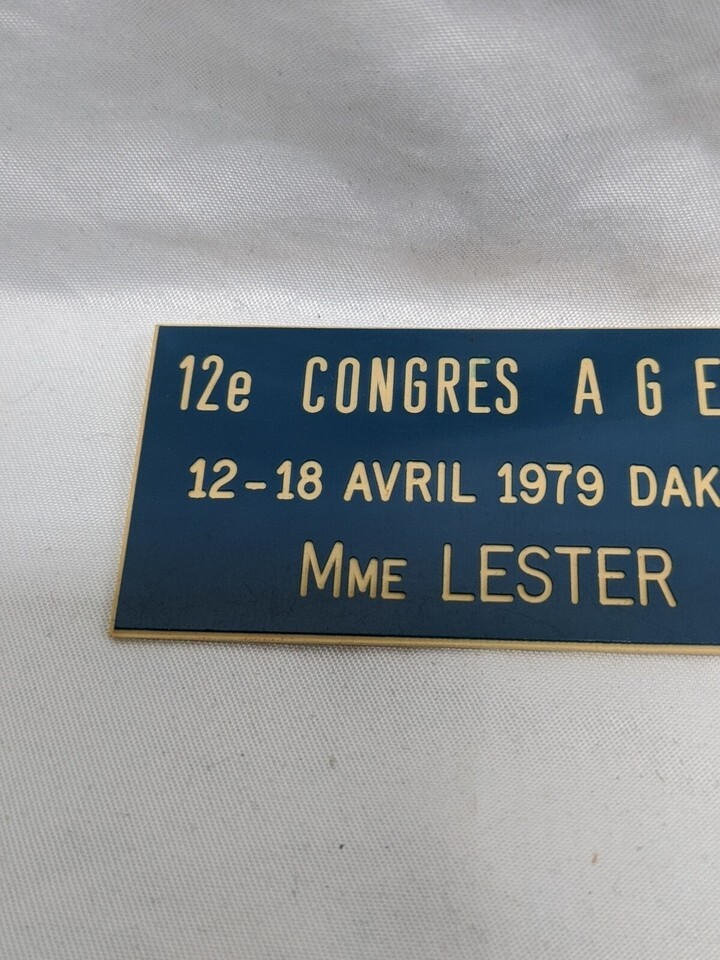 12e CONGRES A G E
12-18 AVRIL 1979 DAK
MME LESTER